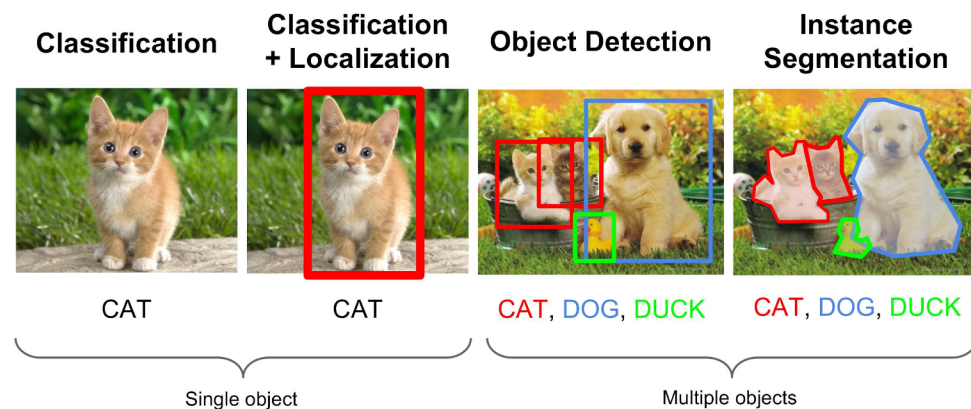 Classification
Classification
+ Localization
Object Detection
Instance
Segmentation
CAT
CAT
CAT, DOG, DUCK
CAT, DOG, DUCK
Single object
Multiple objects